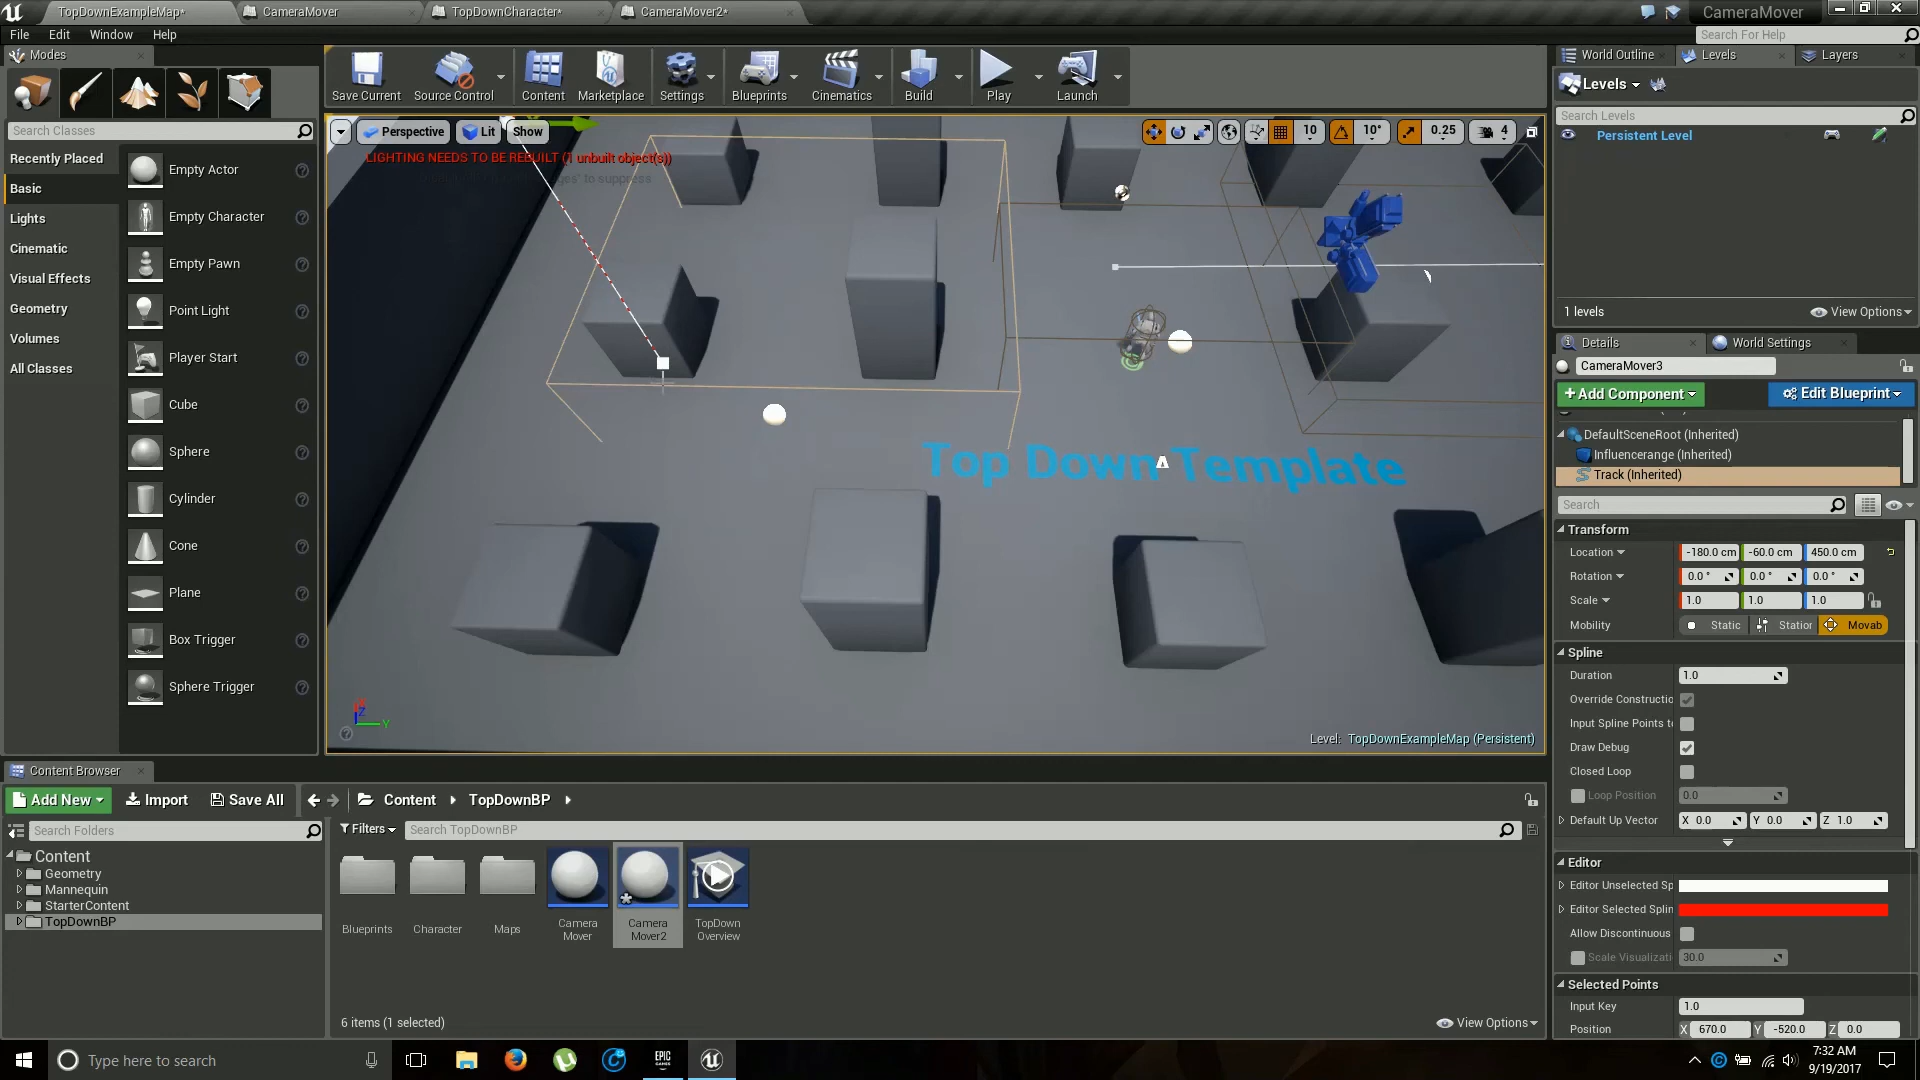 TopDownExampleMap*
CameraMover
TopDownCharacter*
CameraMover2*
CameraMover
File Edit Window Help
Search For Help
Modes
World Outline
Levels
Layers
Save Current
Source Control
Content
Marketplace
Settings
Blueprints
Cinematics
Build
Play
Launch
Levels
Search Classes
Search Levels
Perspective
Lit
Show
10
10°
0.25
4
Persistent Level
LIGHTING NEEDS TO BE REBUILT (1 unbuilt object(s))
to suppress
Recently Placed
Basic
Lights
Cinematic
Visual Effects
Geometry
Volumes
All Classes
Empty Actor
Empty Character
Empty Pawn
Point Light
Player Start
Cube
Sphere
Cylinder
Cone
Plane
Box Trigger
Sphere Trigger
Top Down Template
Level: TopDownExampleMap (Persistent)
Z
Y
1 levels
View Options
Details
World Settings
CameraMover3
+Add Component
Edit Blueprint
DefaultSceneRoot (Inherited)
Influencerange (Inherited)
Track (Inherited)
Search
Transform
Location -180.0 cm -60.0 cm 450.0 cm
Rotation 0.0 ° 0.0 ° 0.0 °
Scale 1.0 1.0 1.0
Mobility Static Station Movab
Spline
Duration 1.0
Override Constructio
Input Spline Points to
Draw Debug
Closed Loop
Loop Position 0.0
Default Up Vector X 0.0 Y 0.0 Z 1.0
Editor
Editor Unselected Sp
Editor Selected Splin
Allow Discontinuous
Scale Visualizati 30.0
Selected Points
Input Key 1.0
Position X 670.0 Y -520.0 Z 0.0
Content Browser
Add New
Import
Save All
Content
TopDownBP
Search Folders
Filters
Search TopDownBP
Content
Geometry
Mannequin
StarterContent
TopDownBP
Blueprints
Character
Maps
Camera
Mover
Camera
Mover2
TopDown
Overview
6 items (1 selected)
View Options
Type here to search
EPIC
GAMES
7:32 AM
9/19/2017